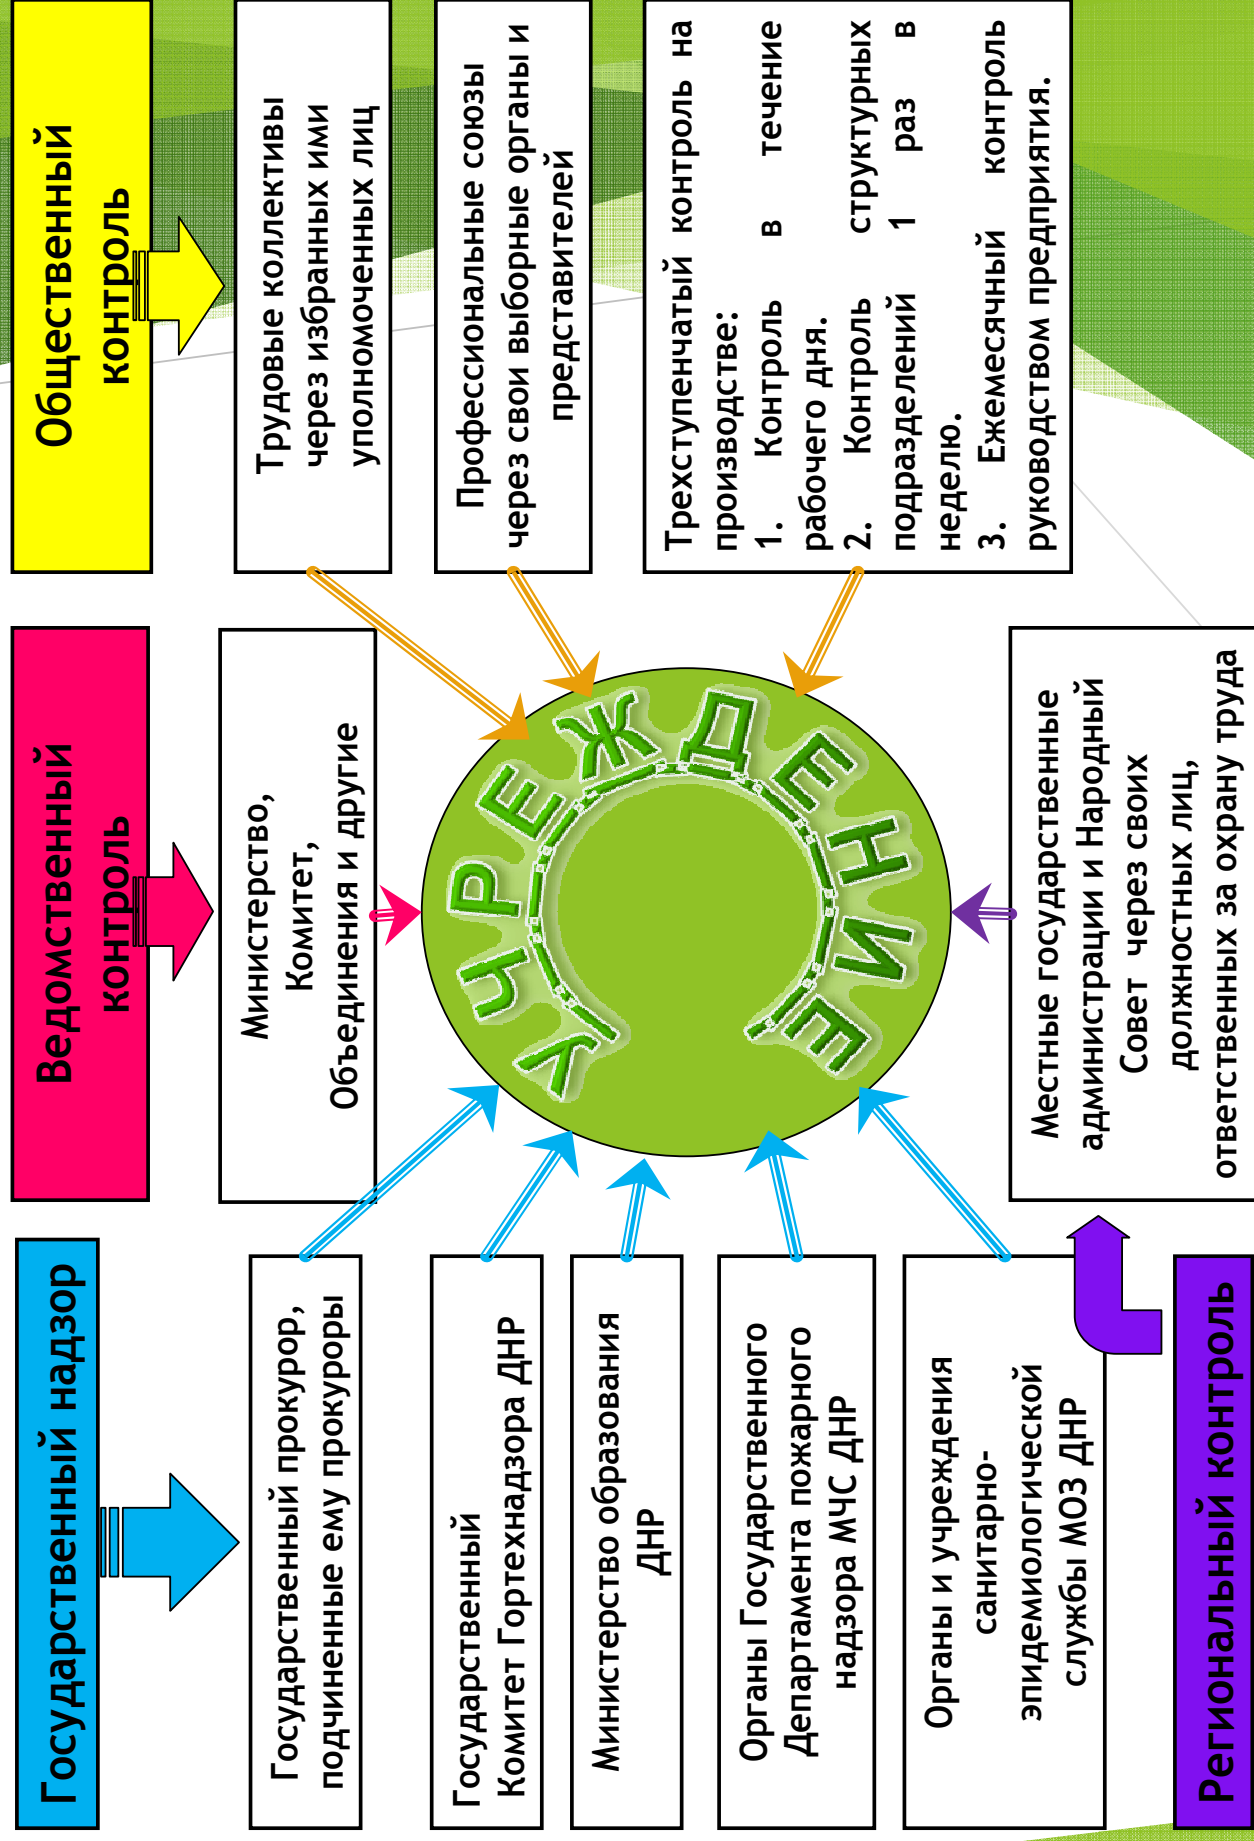 Государственный надзор
Государственный прокурор,
подчиненные ему прокуроры
Государственный
Комитет Гортехнадзора ДНР
Министерство образования
ДНР
Органы Государственного
Департамента пожарного
надзора МЧС ДНР
Органы и учреждения
санитарно-
эпидемиологической
службы МОЗ ДНР
Региональный контроль
Ведомственный
контроль
Министерство,
Комитет,
Объединения и другие
УЧРЕЖДЕНИЕ
Местные государственные
администрации и Народный
Совет через своих
должностных лиц,
ответственных за охрану труда
Общественный
контроль
Трудовые коллективы
через избранных ими
уполномоченных лиц
Профессиональные союзы
через свои выборные органы и
представителей
Трехступенчатый контроль на
производстве:
1. Контроль в течение
рабочего дня.
2. Контроль структурных
подразделений 1 раз в
неделю.
3. Ежемесячный контроль
руководством предприятия.